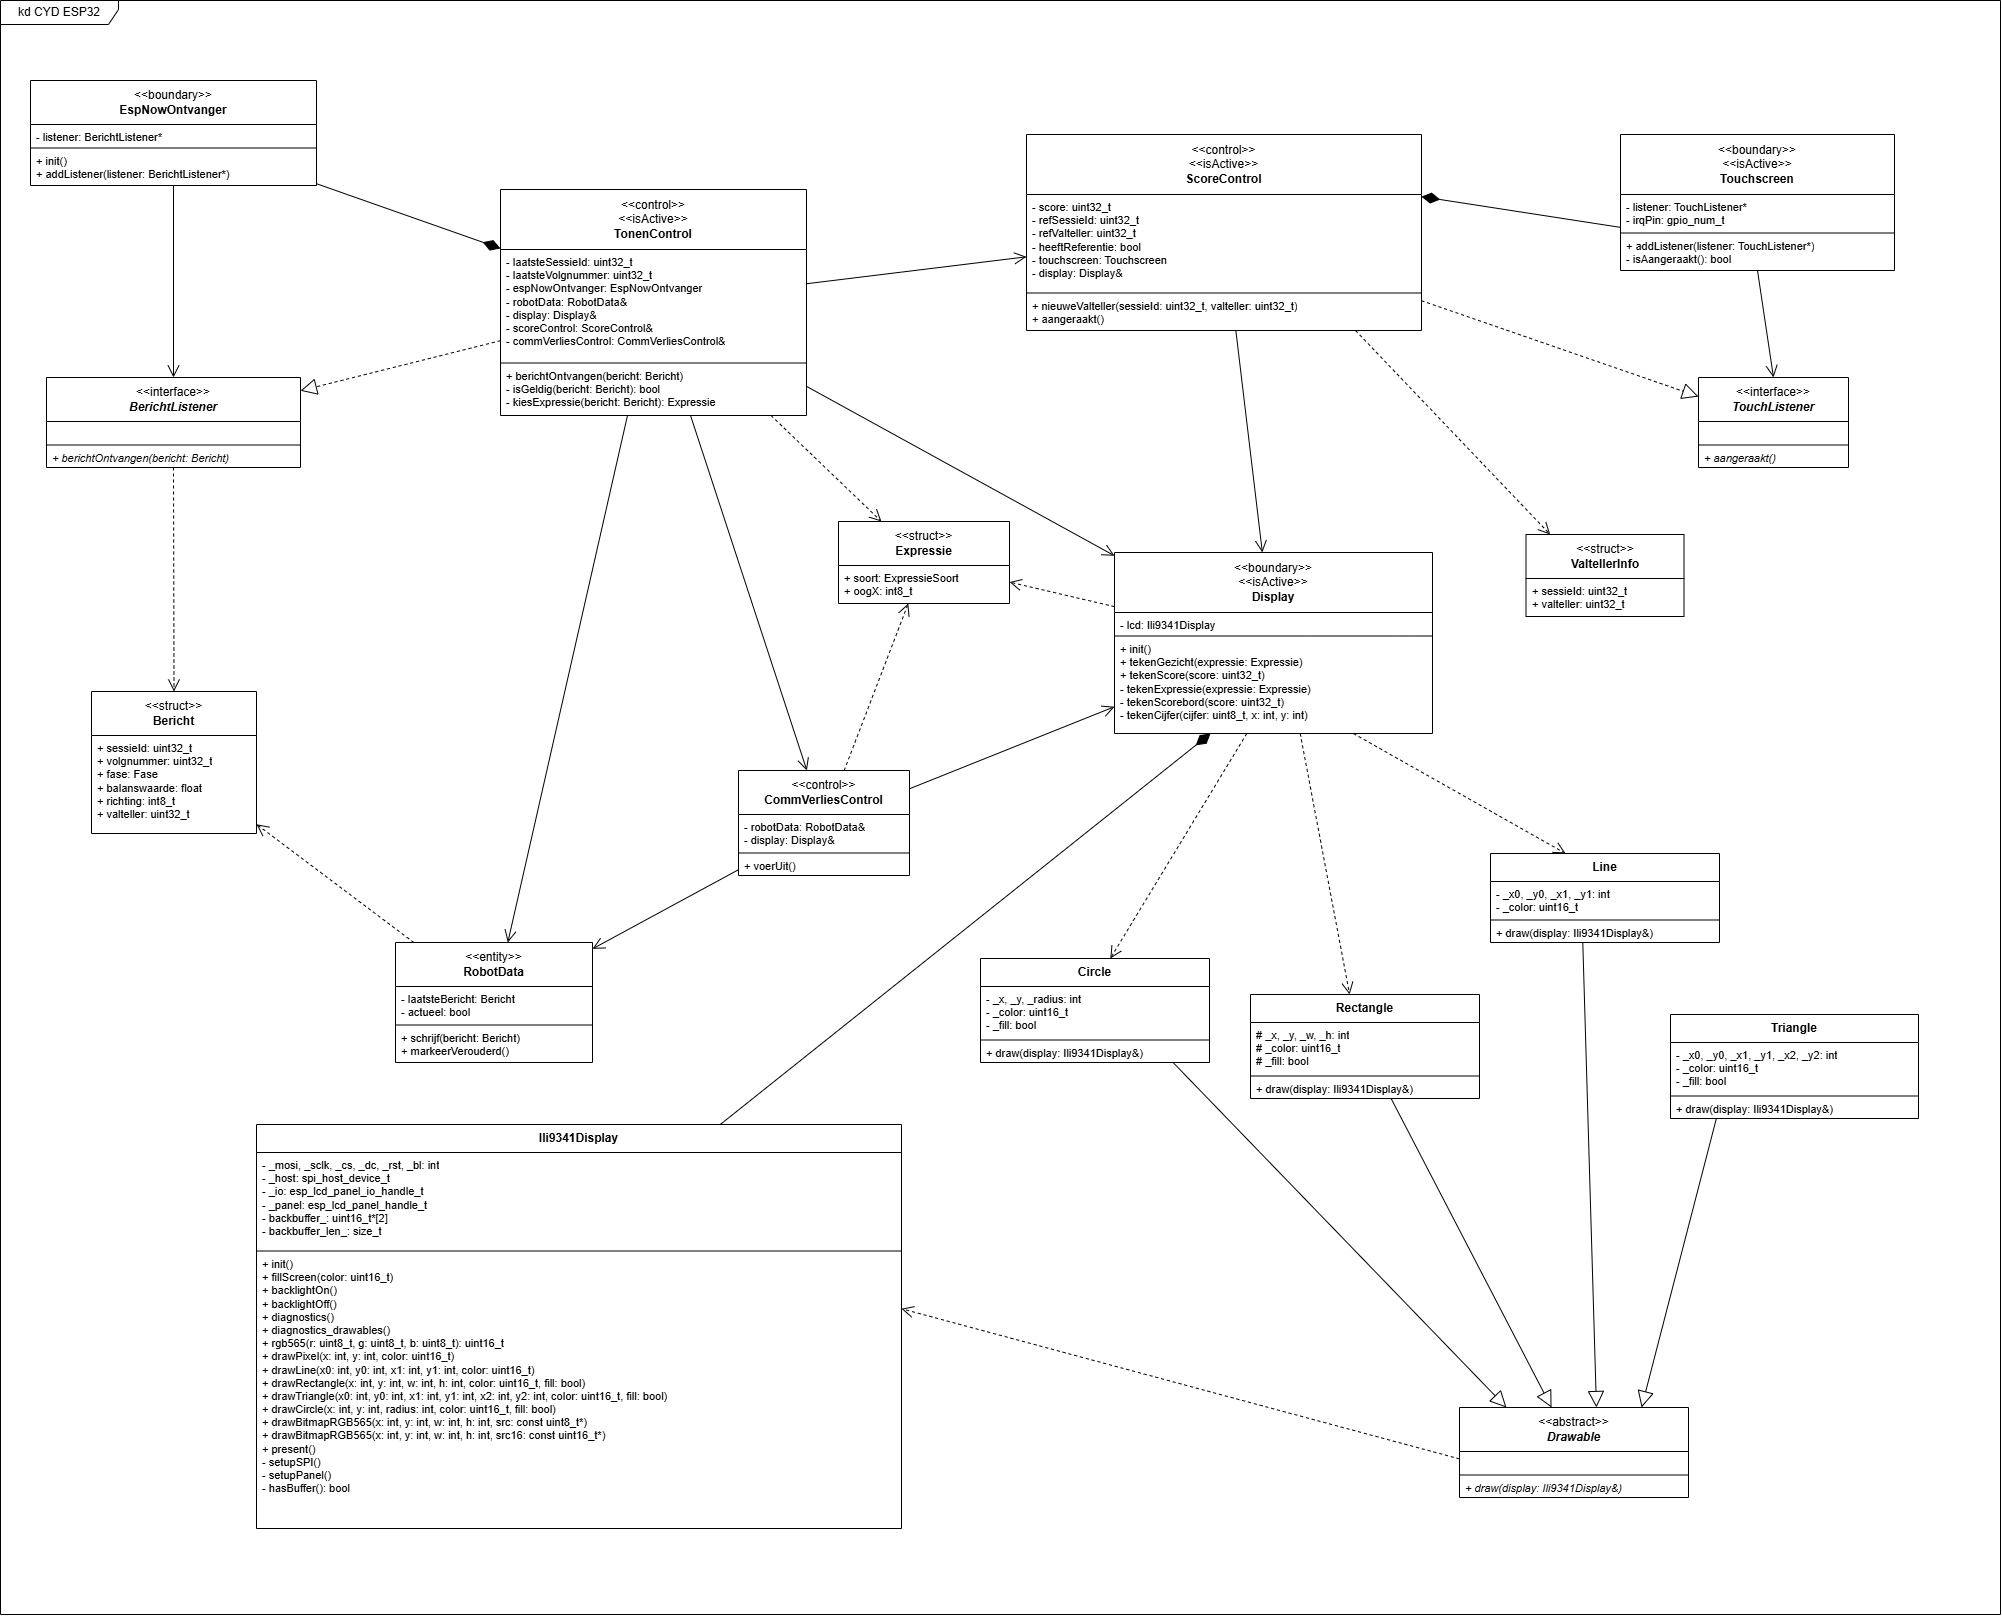 kd CYD ESP32
<<boundary>>
EspNowOntvanger
- listener: BerichtListener*
+ init()
+ addListener(listener: BerichtListener*)
<<control>>
<<isActive>>
TonenControl
- laatsteSessieId: uint32_t
- laatsteVolgnummer: uint32_t
- espNowOntvanger: EspNowOntvanger
- robotData: RobotData&
- display: Display&
- scoreControl: ScoreControl&
- commVerliesControl: CommVerliesControl&
+ berichtOntvangen(bericht: Bericht)
- isGeldig(bericht: Bericht): bool
- kiesExpressie(bericht: Bericht): Expressie
<<control>>
<<isActive>>
ScoreControl
- score: uint32_t
- refSessieId: uint32_t
- refValteller: uint32_t
- heeftReferentie: bool
- touchscreen: Touchscreen
- display: Display&
+ nieuweValteller(sessieId: uint32_t, valteller: uint32_t)
+ aangeraakt()
<<boundary>>
<<isActive>>
Touchscreen
- listener: TouchListener*
- irqPin: gpio_num_t
+ addListener(listener: TouchListener*)
- isAangeraakt(): bool
<<interface>>
BerichtListener
+ berichtOntvangen(bericht: Bericht)
<<interface>>
TouchListener
+ aangeraakt()
<<struct>>
Expressie
+ soort: ExpressieSoort
+ oogX: int8_t
<<boundary>>
<<isActive>>
Display
- lcd: Ili9341Display
+ init()
+ tekenGezicht(expressie: Expressie)
+ tekenScore(score: uint32_t)
- tekenExpressie(expressie: Expressie)
- tekenScorebord(score: uint32_t)
- tekenCijfer(cijfer: uint8_t, x: int, y: int)
<<struct>>
ValtellerInfo
+ sessieId: uint32_t
+ valteller: uint32_t
<<struct>>
Bericht
+ sessieId: uint32_t
+ volgnummer: uint32_t
+ fase: Fase
+ balanswaarde: float
+ richting: int8_t
+ valteller: uint32_t
<<control>>
CommVerliesControl
- robotData: RobotData&
- display: Display&
+ voerUit()
<<entity>>
RobotData
- laatsteBericht: Bericht
- actueel: bool
+ schrijf(bericht: Bericht)
+ markeerVerouderd()
Line
- _x0, _y0, _x1, _y1: int
- _color: uint16_t
+ draw(display: Ili9341Display&)
Circle
- _x, _y, _radius: int
- _color: uint16_t
- _fill: bool
+ draw(display: Ili9341Display&)
Rectangle
# _x, _y, _w, _h: int
# _color: uint16_t
# _fill: bool
+ draw(display: Ili9341Display&)
Triangle
- _x0, _y0, _x1, _y1, _x2, _y2: int
- _color: uint16_t
- _fill: bool
+ draw(display: Ili9341Display&)
Ili9341Display
- _mosi, _sclk, _cs, _dc, _rst, _bl: int
- _host: spi_host_device_t
- _io: esp_lcd_panel_io_handle_t
- _panel: esp_lcd_panel_handle_t
- backbuffer_: uint16_t*[2]
- backbuffer_len_: size_t
+ init()
+ fillScreen(color: uint16_t)
+ backlightOn()
+ backlightOff()
+ diagnostics()
+ diagnostics_drawables()
+ rgb565(r: uint8_t, g: uint8_t, b: uint8_t): uint16_t
+ drawPixel(x: int, y: int, color: uint16_t)
+ drawLine(x0: int, y0: int, x1: int, y1: int, color: uint16_t)
+ drawRectangle(x: int, y: int, w: int, h: int, color: uint16_t, fill: bool)
+ drawTriangle(x0: int, y0: int, x1: int, y1: int, x2: int, y2: int, color: uint16_t, fill: bool)
+ drawCircle(x: int, y: int, radius: int, color: uint16_t, fill: bool)
+ drawBitmapRGB565(x: int, y: int, w: int, h: int, src: const uint8_t*)
+ drawBitmapRGB565(x: int, y: int, w: int, h: int, src16: const uint16_t*)
+ present()
- setupSPI()
- setupPanel()
- hasBuffer(): bool
<<abstract>>
Drawable
+ draw(display: Ili9341Display&)